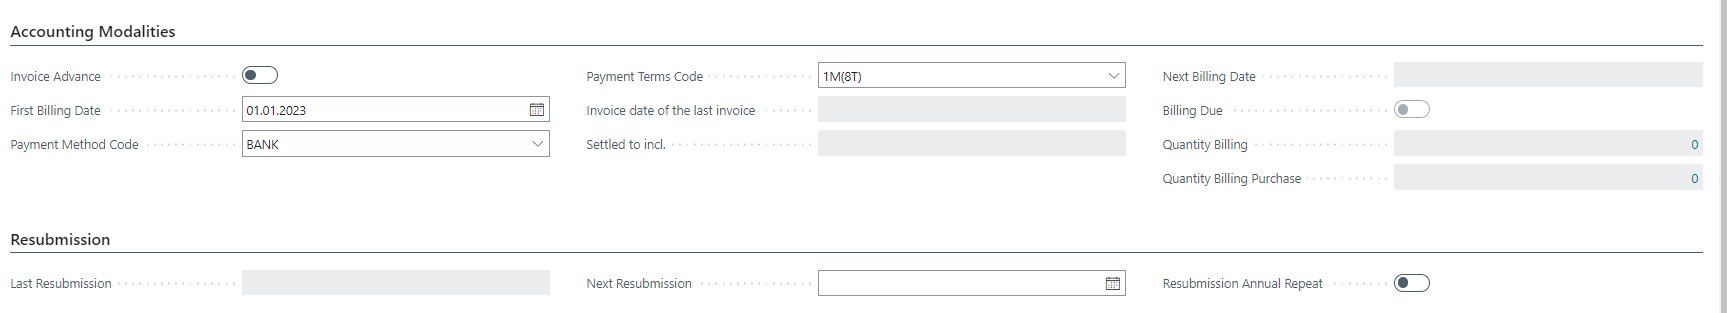 Accounting Modalities
Invoice Advance
First Billing Date 01.01.2023
Payment Method Code BANK
Payment Terms Code 1M(8T)
Invoice date of the last invoice
Settled to incl.
Next Billing Date
Billing Due
Quantity Billing 0
Quantity Billing Purchase 0
Resubmission
Last Resubmission
Next Resubmission
Resubmission Annual Repeat